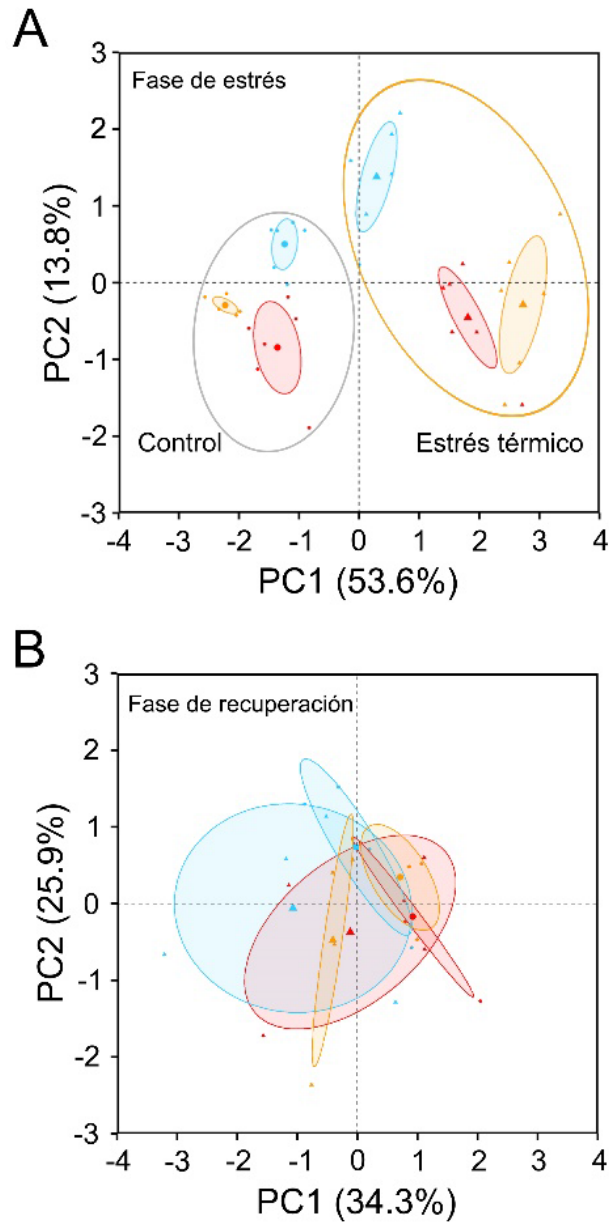 A
3
Fase de estrés
2
1
0
-1
-2
-3
PC2 (13.8%)
Control
Estrés térmico
-4 -3 -2 -1 0 1 2 3 4
PC1 (53.6%)
B
3
Fase de recuperación
2
1
0
-1
-2
-3
PC2 (25.9%)
-4 -3 -2 -1 0 1 2 3 4
PC1 (34.3%)